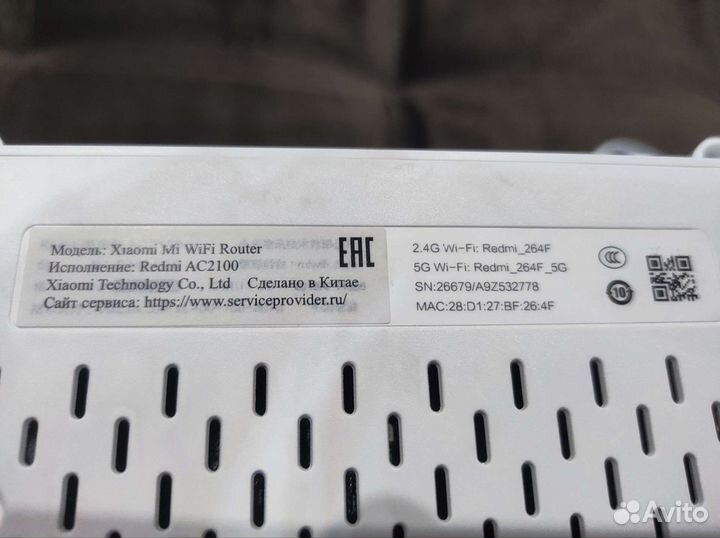 Модель: Xiaomi Mi WiFi Router
Исполнение: Redmi AC2100
Xiaomi Technology Co., Ltd Сделано в Китае
Сайт сервиса: https://www.serviceprovider.ru/
EAC
2.4G Wi-Fi: Redmi_264F
5G Wi-Fi: Redmi_264F_5G
SN:26679/A9Z532778
MAC:28:D1:27:BF:26:4F
CCC
10
Avito